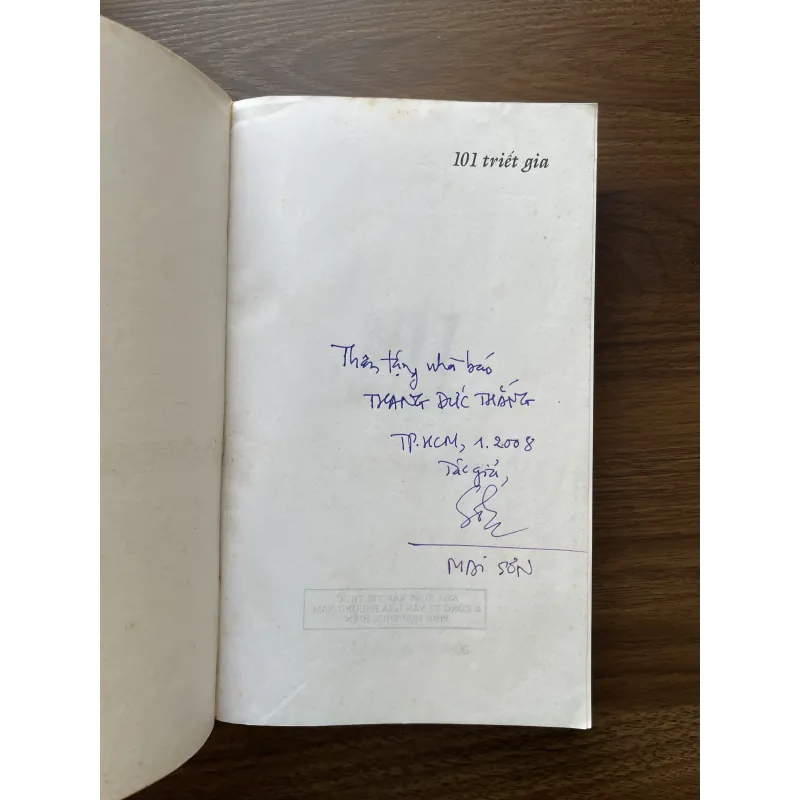 101 triết gia
Thân tặng nhà báo
THANG ĐỨC THẮNG
TP.HCM, 1.2008
Tác giả,
MAI SƠN